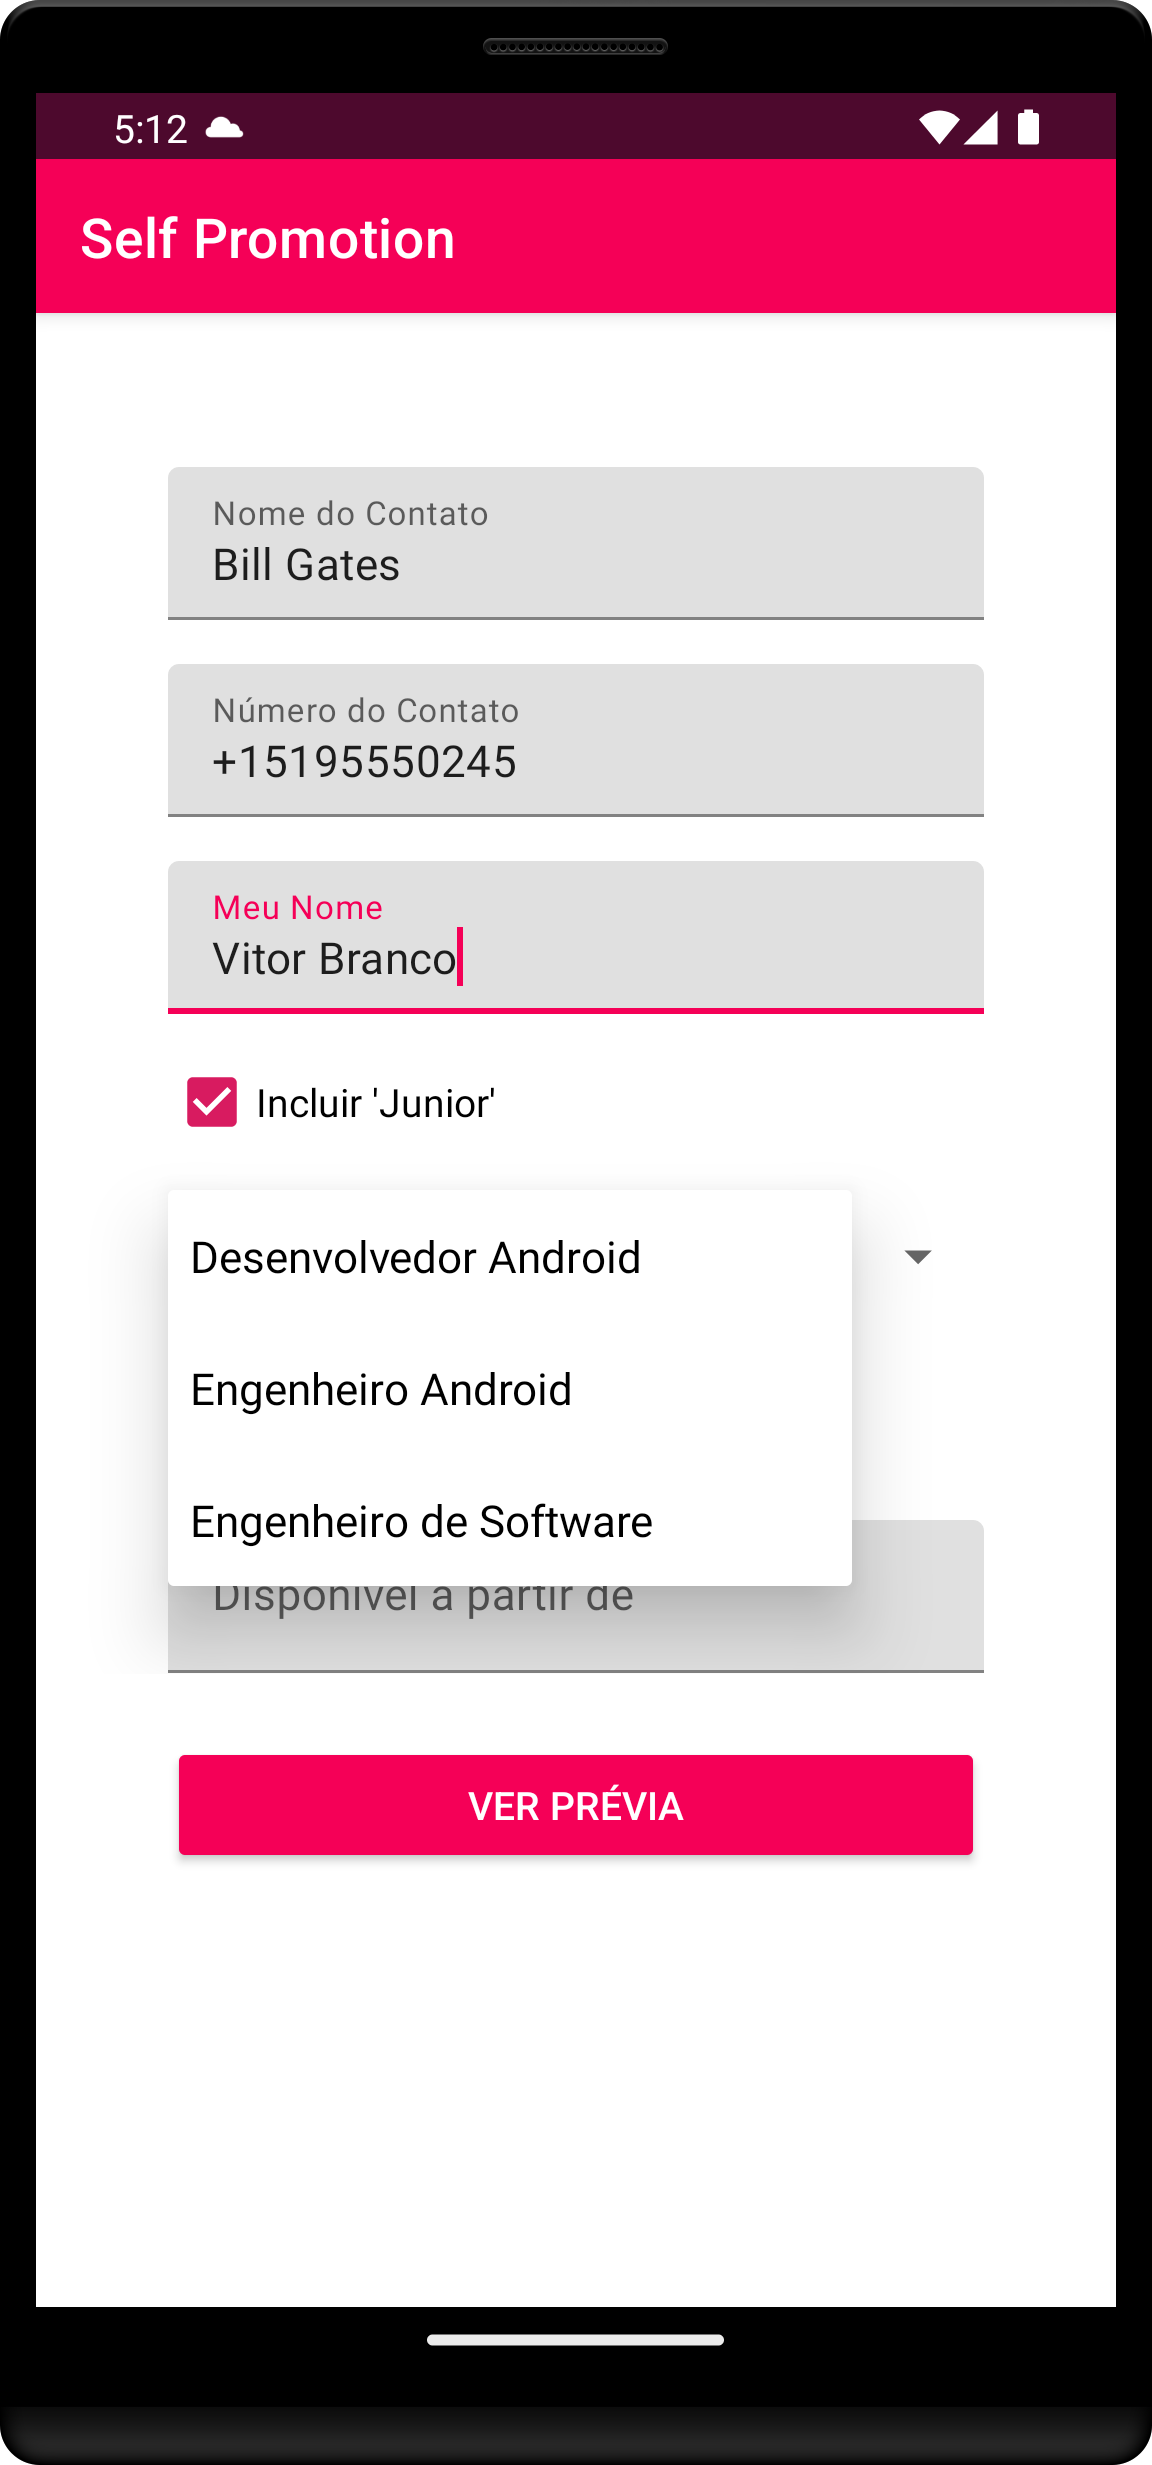 5:12
Self Promotion
Nome do Contato
Bill Gates
Número do Contato
+15195550245
Meu Nome
Vitor Branco
Incluir 'Junior'
Desenvolvedor Android
Engenheiro Android
Engenheiro de Software
Disponível a partir de
VER PRÉVIA